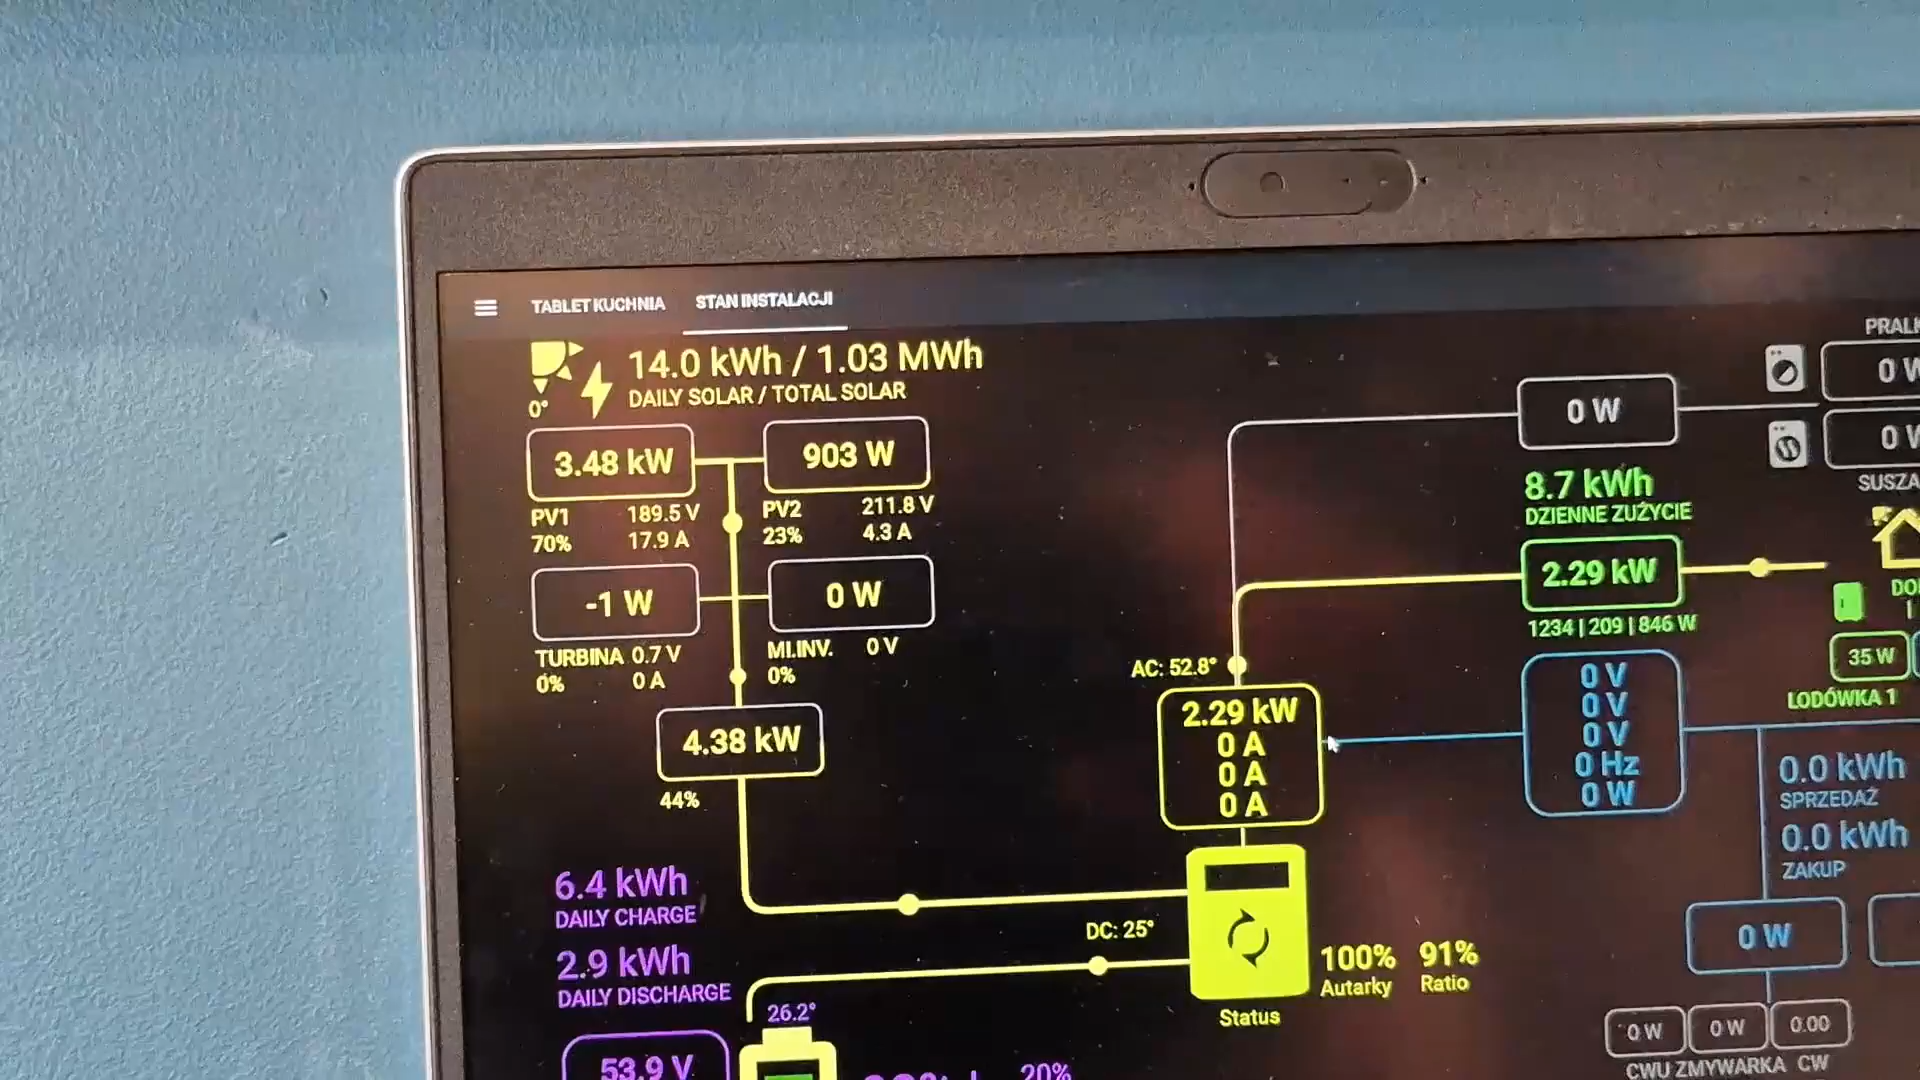 TABLET KUCHNIA STAN INSTALACJI
14.0 kWh / 1.03 MWh
DAILY SOLAR / TOTAL SOLAR
0°
3.48 kW
903 W
PV1 189.5 V
70% 17.9 A
PV2 211.8 V
23% 4.3 A
-1 W
0 W
TURBINA 0.7 V
0% 0 A
MI.INV. 0 V
0%
4.38 kW
44%
6.4 kWh
DAILY CHARGE
2.9 kWh
DAILY DISCHARGE
26.2°
53.9 V
20%
AC: 52.8°
2.29 kW
0 A
0 A
0 A
DC: 25°
100% 91%
Autarky Ratio
Status
0 W
8.7 kWh
DZIENNE ZUŻYCIE
2.29 kW
1234 | 209 | 846 W
0 V
0 V
0 V
0 Hz
0 W
PRALK
0 W
0 W
SUSZA
DO
35 W
LODÓWKA 1
0.0 kWh
SPRZEDAŻ
0.0 kWh
ZAKUP
0 W
0 W 0 W 0.00
CWU ZMYWARKA CW